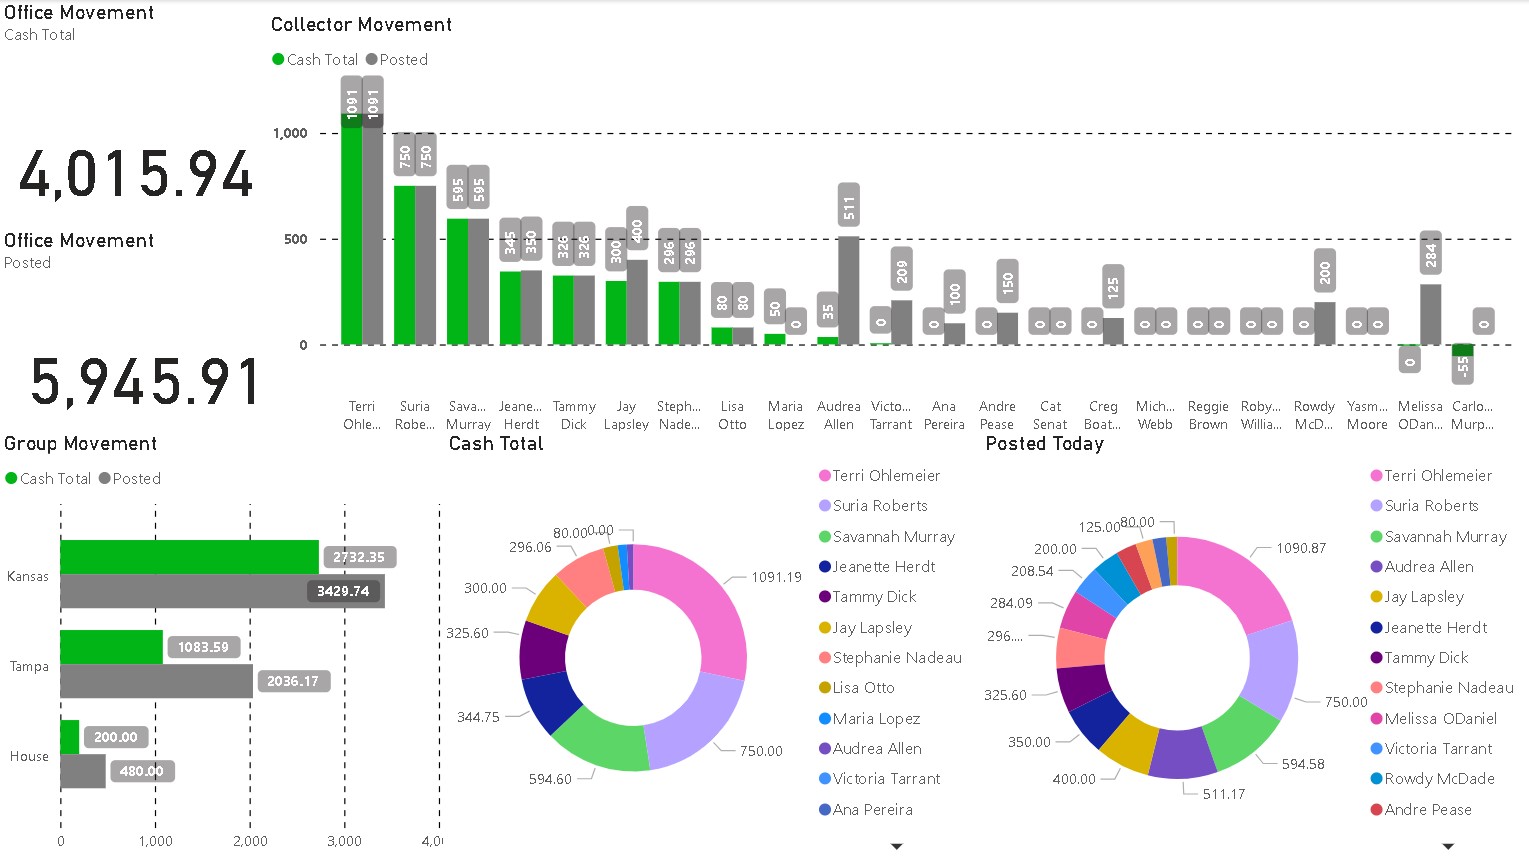 Office Movement
Cash Total
4,015.94
Office Movement
Posted
5,945.91
Collector Movement
Cash Total Posted
1,000
500
0
1091 1091
750 750
595 595
345 350
326 326
300 400
296 296
80 80
50 0
35 511
0 209
0 100
0 150
0 0
0 125
0 0
0 0
0 0
0 200
0 0
0 284
-55 0
Terri Ohle...
Suria Robe...
Sava... Murray
Jeane... Herdt
Tammy Dick
Jay Lapsley
Steph... Nade...
Lisa Otto
Maria Lopez
Audrea Allen
Victo... Tarrant
Ana Pereira
Andre Pease
Cat Senat
Creg Boat...
Mich... Webb
Reggie Brown
Roby... Willia...
Rowdy McD...
Yasm... Moore
Melissa ODan...
Carlo... Murp...
Group Movement
Cash Total Posted
Kansas
2732.35
3429.74
Tampa
1083.59
2036.17
House
200.00
480.00
0 1,000 2,000 3,000
Cash Total
1091.19
750.00
594.60
344.75
325.60
300.00
296.06
80.00
0.00
Terri Ohlemeier
Suria Roberts
Savannah Murray
Jeanette Herdt
Tammy Dick
Jay Lapsley
Stephanie Nadeau
Lisa Otto
Maria Lopez
Audrea Allen
Victoria Tarrant
Ana Pereira
Posted Today
1090.87
750.00
594.58
511.17
400.00
350.00
325.60
296....
284.09
208.54
200.00
125.00
80.00
Terri Ohlemeier
Suria Roberts
Savannah Murray
Audrea Allen
Jay Lapsley
Jeanette Herdt
Tammy Dick
Stephanie Nadeau
Melissa ODaniel
Victoria Tarrant
Rowdy McDade
Andre Pease